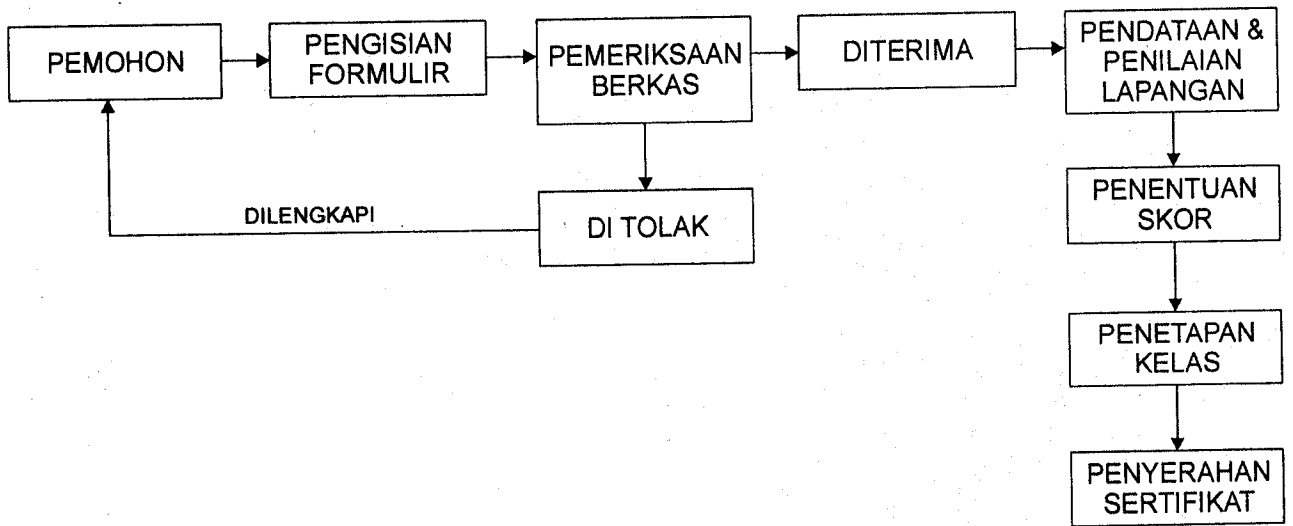 PEMOHON
PENGISIAN
FORMULIR
PEMERIKSAAN
BERKAS
DITERIMA
PENDATAAN &
PENILAIAN
LAPANGAN
DILENGKAPI
DI TOLAK
PENENTUAN
SKOR
PENETAPAN
KELAS
PENYERAHAN
SERTIFIKAT